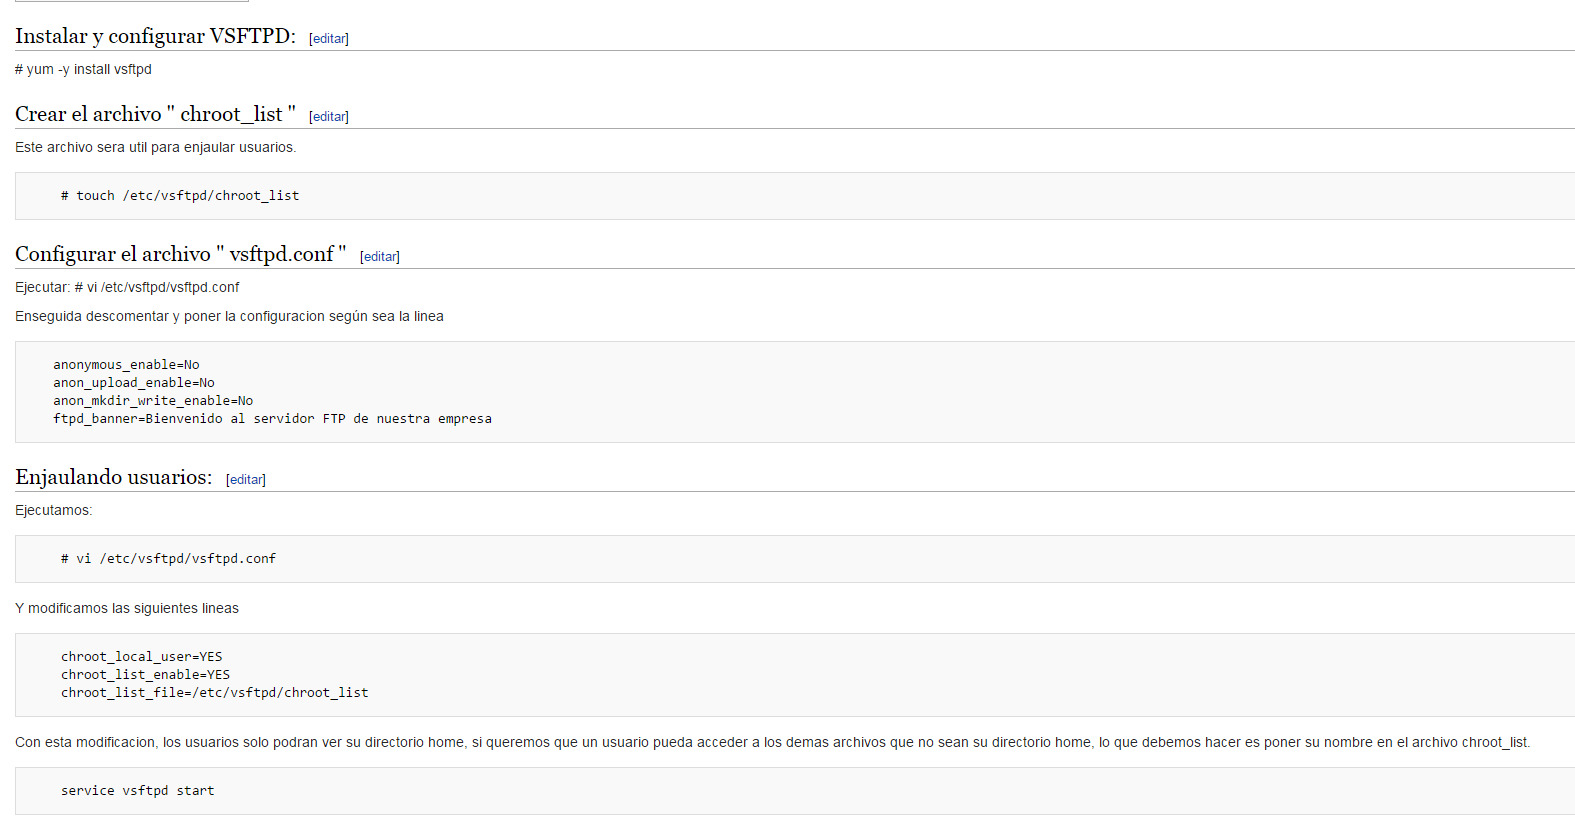 Instalar y configurar VSFTPD: [editar]
# yum -y install vsftpd
Crear el archivo " chroot_list " [editar]
Este archivo sera util para enjaular usuarios.
# touch /etc/vsftpd/chroot_list
Configurar el archivo " vsftpd.conf " [editar]
Ejecutar: # vi /etc/vsftpd/vsftpd.conf
Enseguida descomentar y poner la configuracion según sea la linea
anonymous_enable=No
anon_upload_enable=No
anon_mkdir_write_enable=No
ftpd_banner=Bienvenido al servidor FTP de nuestra empresa
Enjaulando usuarios: [editar]
Ejecutamos:
# vi /etc/vsftpd/vsftpd.conf
Y modificamos las siguientes lineas
chroot_local_user=YES
chroot_list_enable=YES
chroot_list_file=/etc/vsftpd/chroot_list
Con esta modificacion, los usuarios solo podran ver su directorio home, si queremos que un usuario pueda acceder a los demas archivos que no sean su directorio home, lo que debemos hacer es poner su nombre en el archivo chroot_list.
service vsftpd start